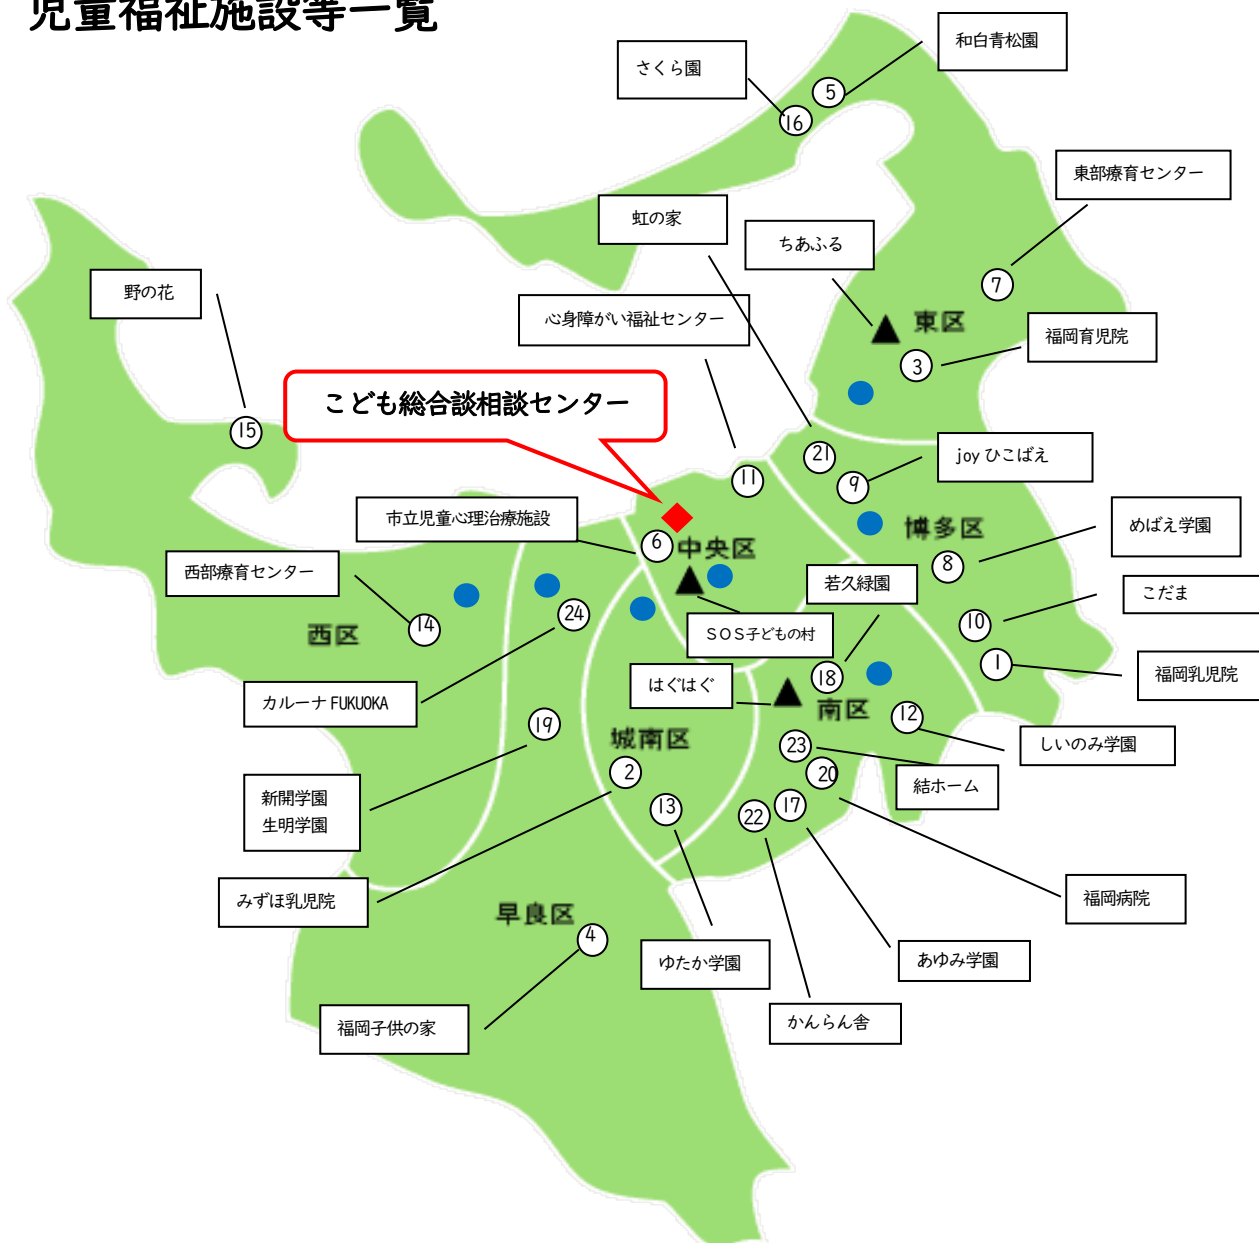 児童福祉施設等一覧
和白青松園
さくら園
5
16
東部療育センター
虹の家
ちあふる
7
野の花
心身障がい福祉センター
東区
福岡育児院
3
こども総合談相談センター
15
21
joy ひこばえ
11
9
市立児童心理治療施設
博多区
めばえ学園
6
中央区
8
西部療育センター
若久緑園
こだま
24
10
14
西区
SOS子どもの村
1
福岡乳児院
はぐはぐ
18
カルーナ FUKUOKA
南区
12
19
城南区
23
しいのみ学園
2
20
結ホーム
新開学園
生明学園
13
22
17
みずほ乳児院
福岡病院
早良区
4
ゆたか学園
あゆみ学園
かんらん舎
福岡子供の家